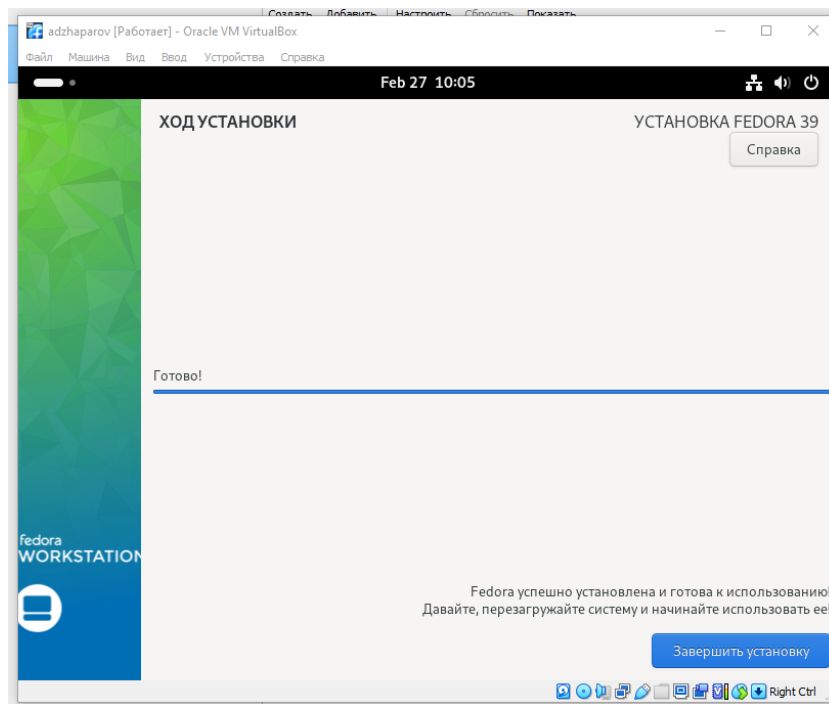 Создать Добавить Настроить Сбросить Показать
adzhaparov [Работает] - Oracle VM VirtualBox
Файл Машина Вид Ввод Устройства Справка
Feb 27 10:05
ХОД УСТАНОВКИ
УСТАНОВКА FEDORA 39
Справка
Готово!
fedora
WORKSTATION
Fedora успешно установлена и готова к использованию!
Давайте, перезагружайте систему и начинайте использовать ее!
Завершить установку
Right Ctrl